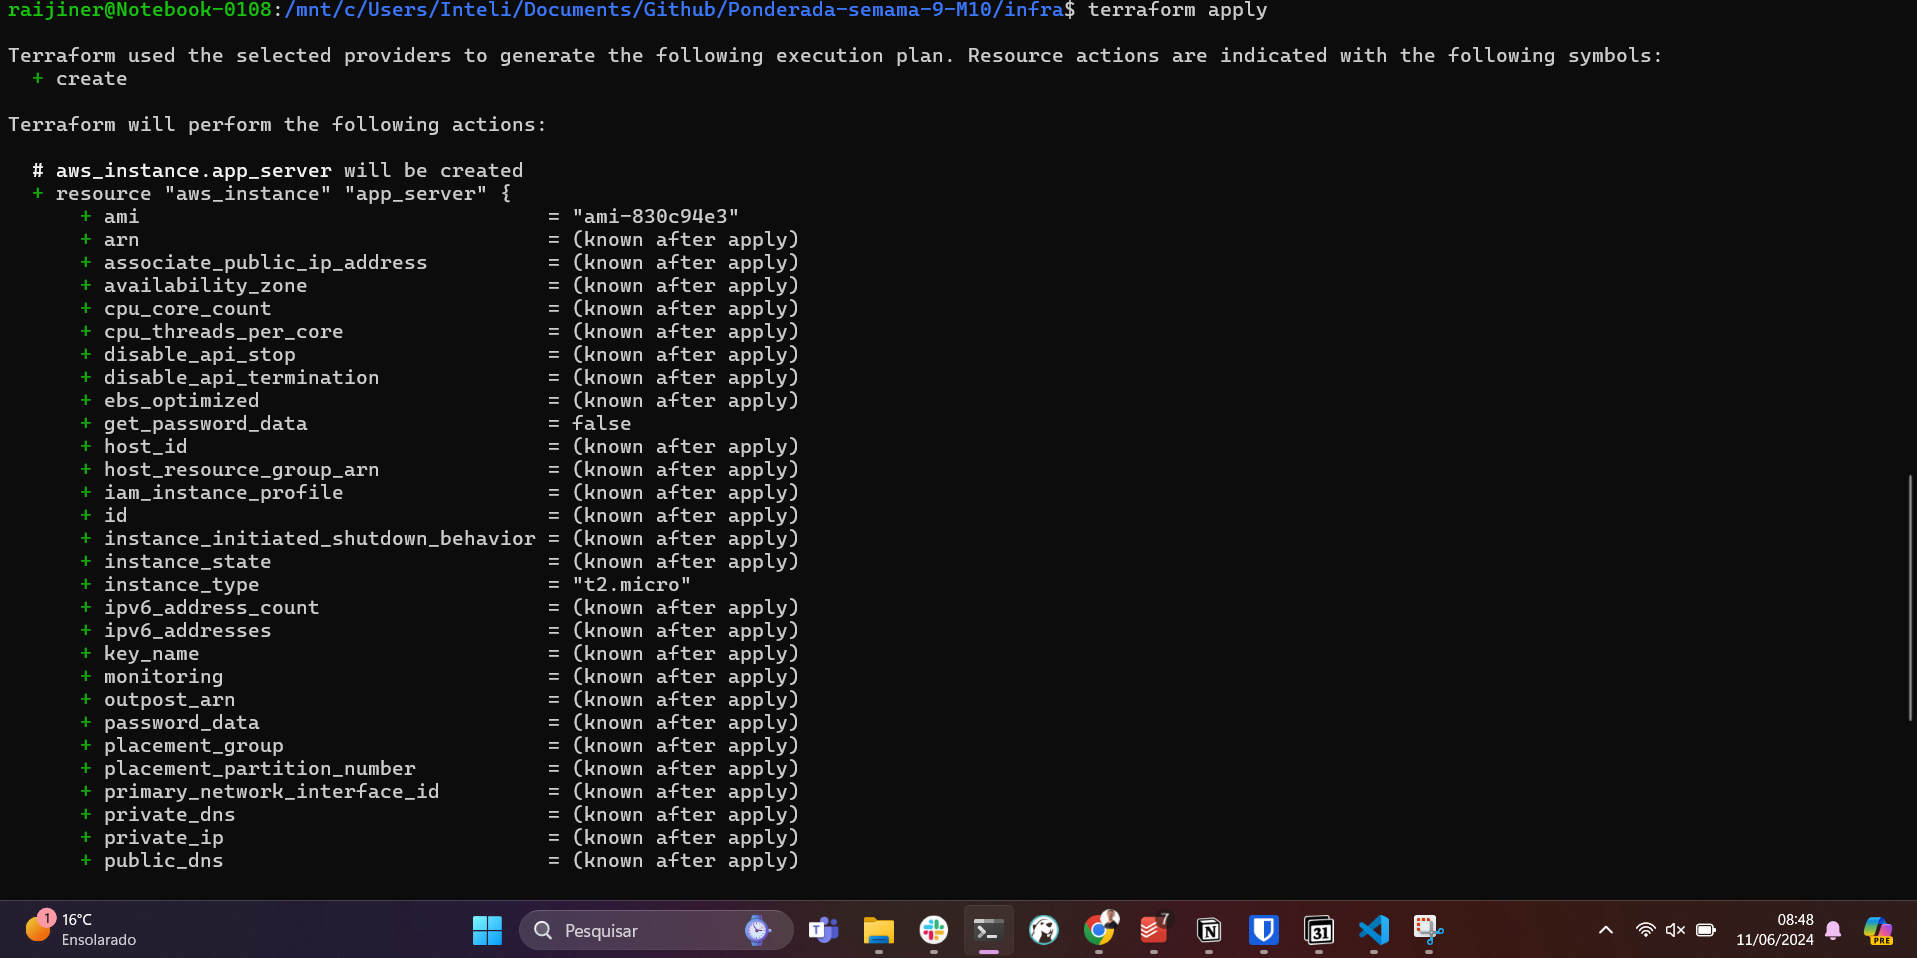 raijiner@Notebook-0108:/mnt/c/Users/Inteli/Documents/Github/Ponderada-semama-9-M10/infra$ terraform apply
Terraform used the selected providers to generate the following execution plan. Resource actions are indicated with the following symbols:
+ create
Terraform will perform the following actions:
# aws_instance.app_server will be created
+ resource "aws_instance" "app_server" {
+ ami = "ami-830c94e3"
+ arn = (known after apply)
+ associate_public_ip_address = (known after apply)
+ availability_zone = (known after apply)
+ cpu_core_count = (known after apply)
+ cpu_threads_per_core = (known after apply)
+ disable_api_stop = (known after apply)
+ disable_api_termination = (known after apply)
+ ebs_optimized = (known after apply)
+ get_password_data = false
+ host_id = (known after apply)
+ host_resource_group_arn = (known after apply)
+ iam_instance_profile = (known after apply)
+ id = (known after apply)
+ instance_initiated_shutdown_behavior = (known after apply)
+ instance_state = (known after apply)
+ instance_type = "t2.micro"
+ ipv6_address_count = (known after apply)
+ ipv6_addresses = (known after apply)
+ key_name = (known after apply)
+ monitoring = (known after apply)
+ outpost_arn = (known after apply)
+ password_data = (known after apply)
+ placement_group = (known after apply)
+ placement_partition_number = (known after apply)
+ primary_network_interface_id = (known after apply)
+ private_dns = (known after apply)
+ private_ip = (known after apply)
+ public_dns = (known after apply)
1
16°C
Ensolarado
Pesquisar
7
31
PRE
08:48
11/06/2024